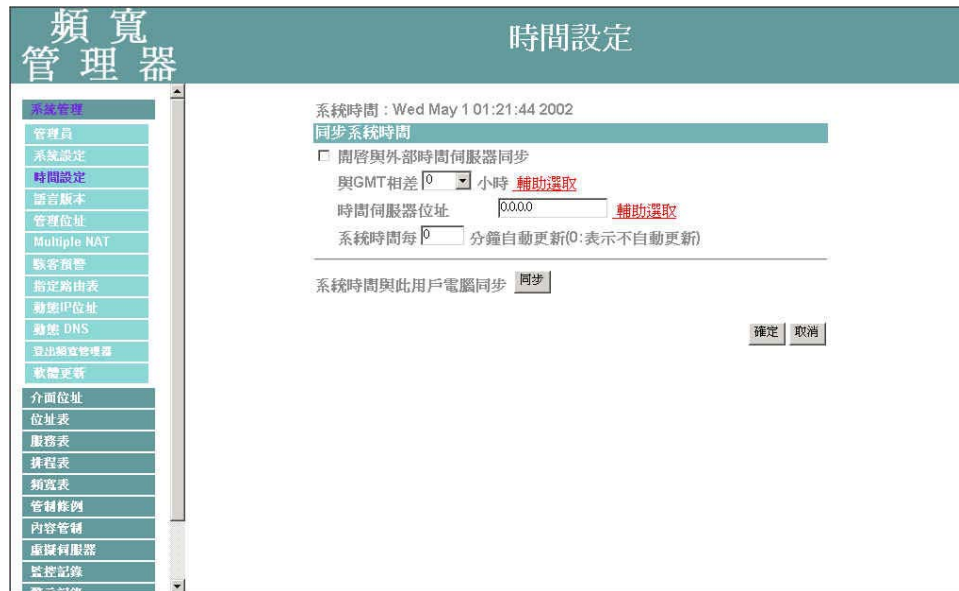 頻 寬
管 理 器
時間設定
系統管理
管理員
系統設定
時間設定
語言版本
管理位址
Multiple NAT
駭客預警
指定路由表
動態IP位址
動態 DNS
登出頻寬管理器
軟體更新
介面位址
位址表
服務表
排程表
頻寬表
管制條例
內容管制
虛擬伺服器
監控記錄
警示記錄
系統時間 : Wed May 1 01:21:44 2002
同步系統時間
開啓與外部時間伺服器同步
與GMT相差 0 小時 輔助選取
時間伺服器位址 0.0.0.0 輔助選取
系統時間每 0 分鐘自動更新(0:表示不自動更新)
系統時間與此用戶電腦同步 同步
確定 取消